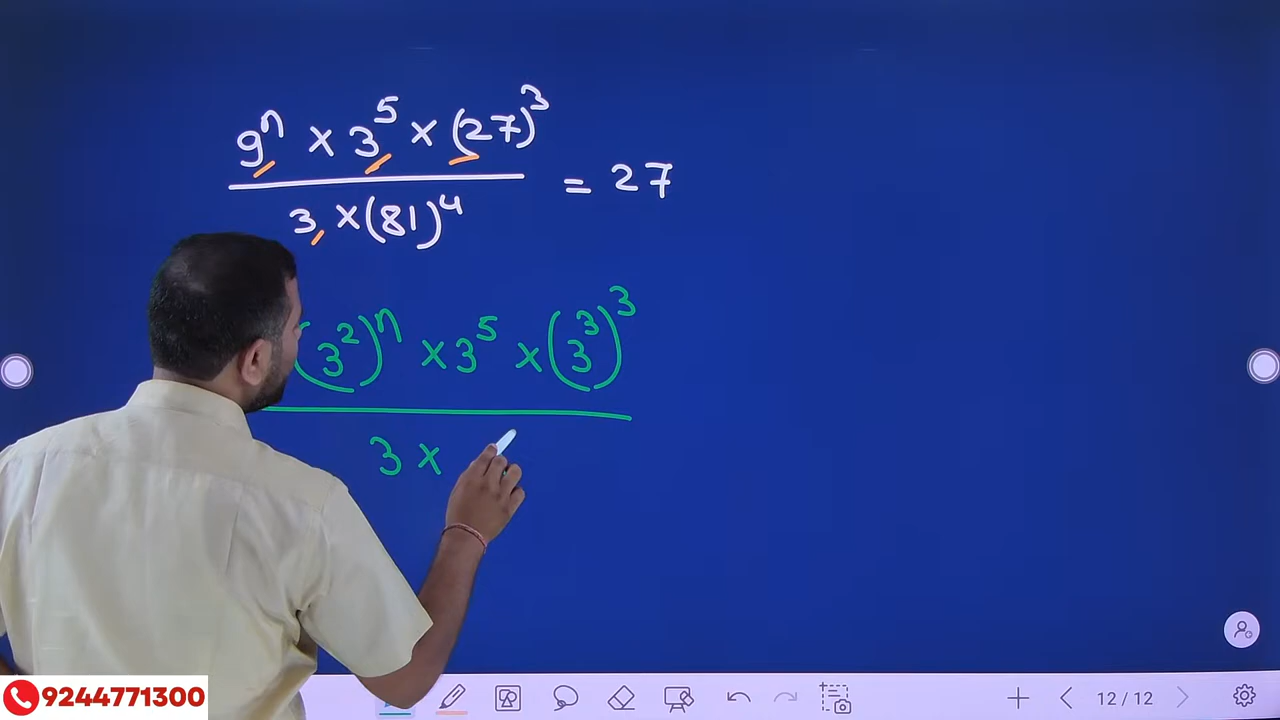 9^n × 3^5 × (27)^3
= 27
3 × (81)^4
(3^2)^n × 3^5 × (3^3)^3
3 ×
9244771300
12 / 12